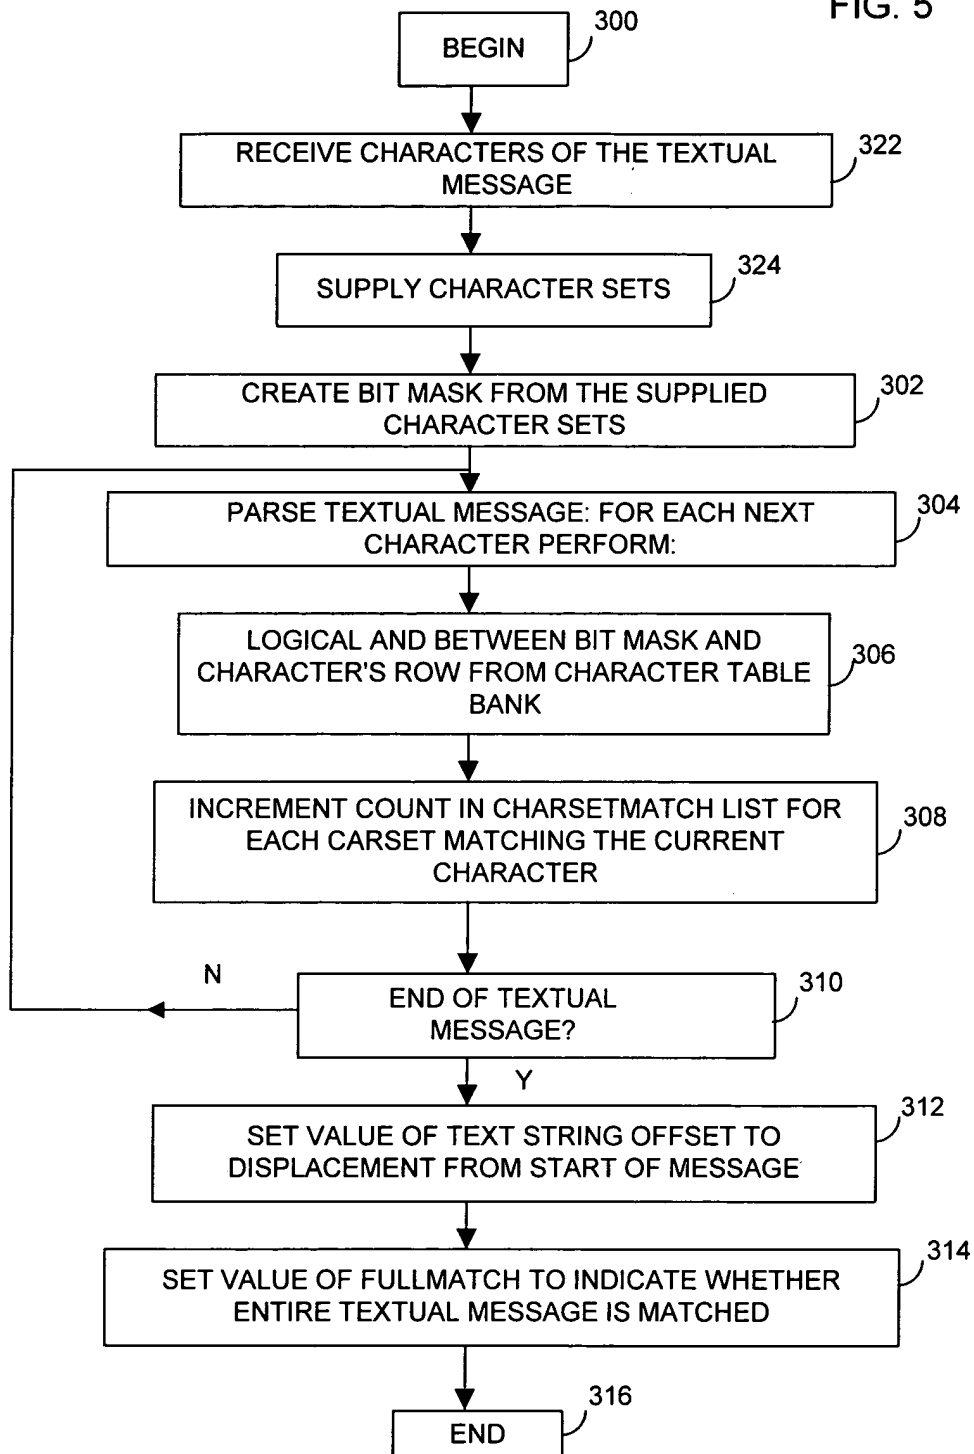 FIG. 5
BEGIN
300
RECEIVE CHARACTERS OF THE TEXTUAL
MESSAGE
322
SUPPLY CHARACTER SETS
324
CREATE BIT MASK FROM THE SUPPLIED
CHARACTER SETS
302
PARSE TEXTUAL MESSAGE: FOR EACH NEXT
CHARACTER PERFORM:
304
LOGICAL AND BETWEEN BIT MASK AND
CHARACTER'S ROW FROM CHARACTER TABLE
BANK
306
INCREMENT COUNT IN CHARSETMATCH LIST FOR
EACH CARSET MATCHING THE CURRENT
CHARACTER
308
N
END OF TEXTUAL
MESSAGE?
310
Y
SET VALUE OF TEXT STRING OFFSET TO
DISPLACEMENT FROM START OF MESSAGE
312
SET VALUE OF FULLMATCH TO INDICATE WHETHER
ENTIRE TEXTUAL MESSAGE IS MATCHED
314
END
316